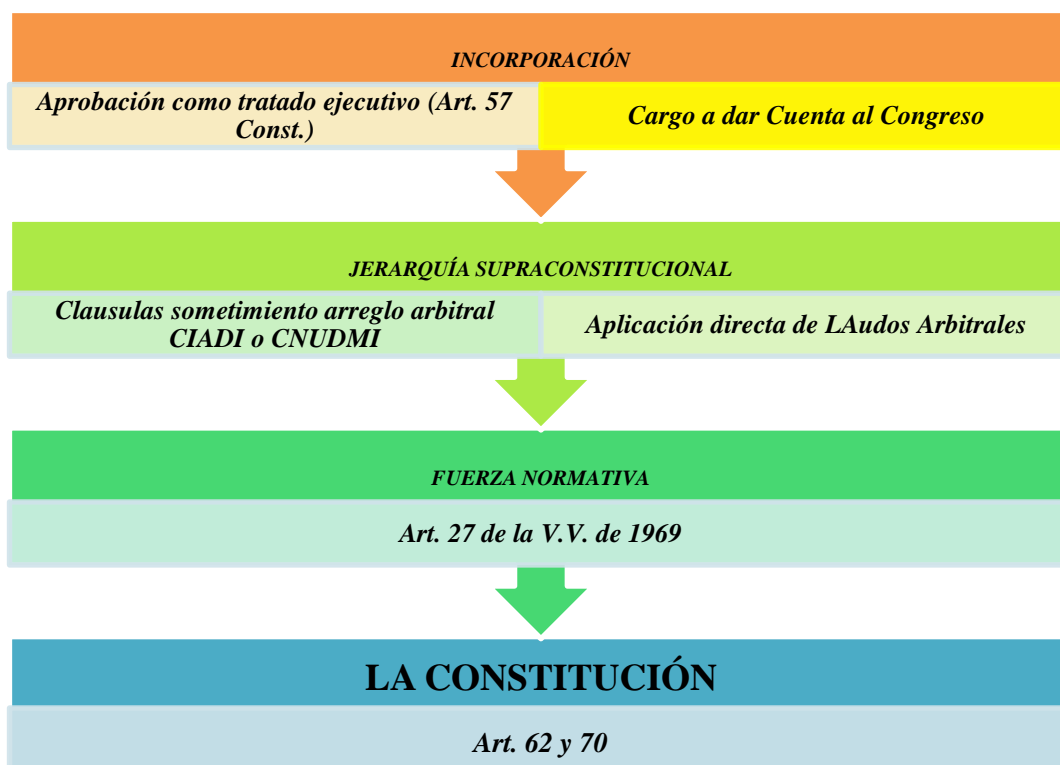 INCORPORACIÓN
Aprobación como tratado ejecutivo (Art. 57
Const.)
Cargo a dar Cuenta al Congreso
JERARQUÍA SUPRACONSTITUCIONAL
Clausulas sometimiento arreglo arbitral
CIADI o CNUDMI
Aplicación directa de LAudos Arbitrales
FUERZA NORMATIVA
Art. 27 de la V.V. de 1969
LA CONSTITUCIÓN
Art. 62 y 70